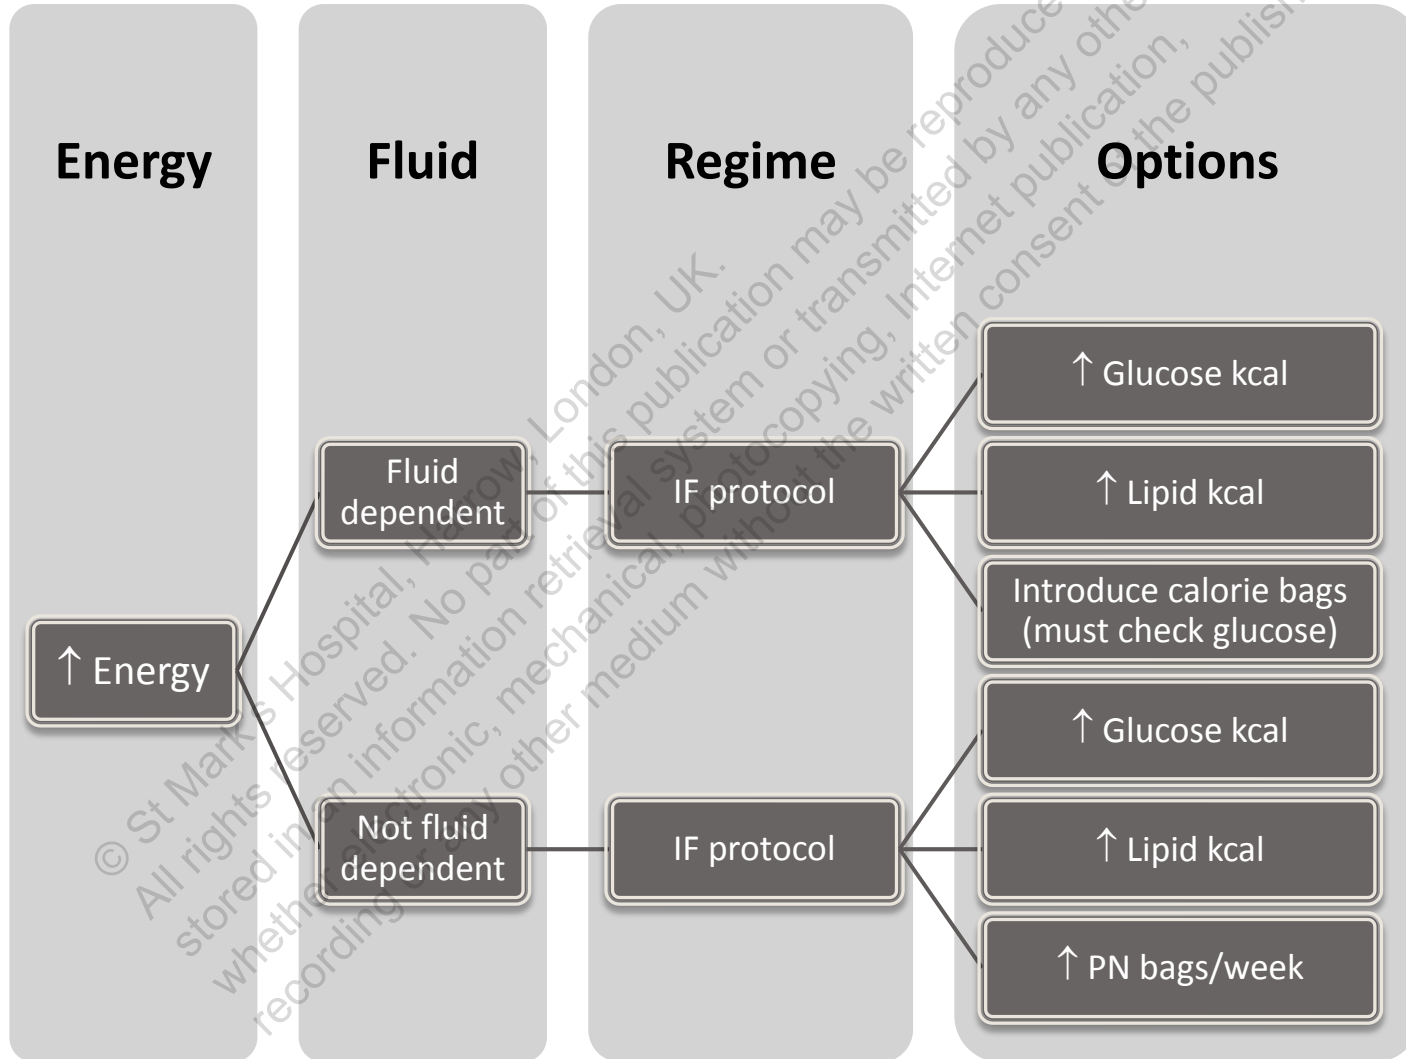 Energy
Fluid
Regime
Options
↑ Energy
Fluid
dependent
IF protocol
↑ Glucose kcal
↑ Lipid kcal
Introduce calorie bags
(must check glucose)
Not fluid
dependent
IF protocol
↑ Glucose kcal
↑ Lipid kcal
↑ PN bags/week
© St Mark's Hospital, Harrow, London, UK.
All rights reserved. No part of this publication may be reproduce
stored in an information retrieval system or transmitted by any othe
whether electronic, mechanical, photocopying, Internet publication,
recording or any other medium without the written consent of the publish